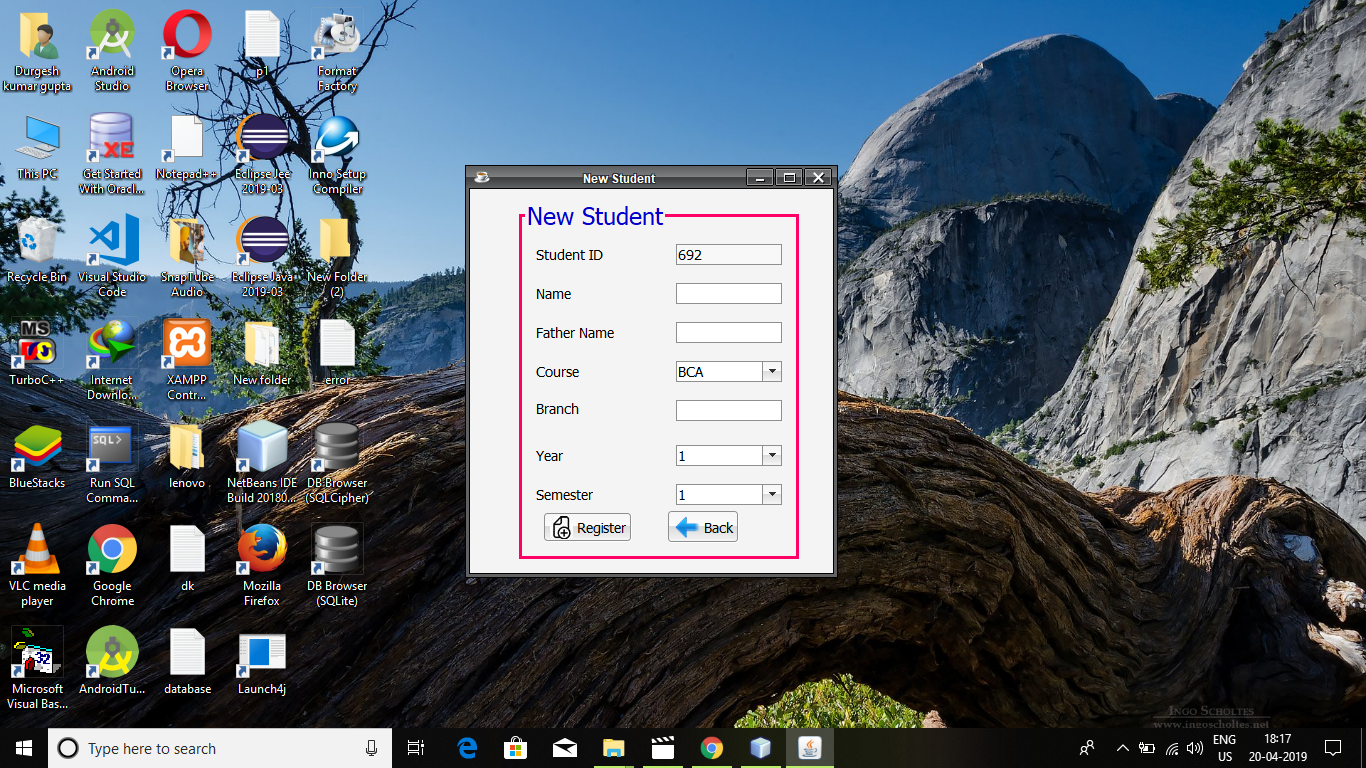 Durgesh
kumar gupta
Android
Studio
Opera
Browser
p1
Format
Factory
This PC
XE
Get Started
With Oracl...
Notepad++
Eclipse Jee
2019-03
Inno Setup
Compiler
Recycle Bin
Visual Studio
Code
SnapTube
Audio
Eclipse Java
2019-03
New Folder
(2)
MS
DOS
TurboC++
Internet
Downlo...
XAMPP
Contr...
New folder
error
BlueStacks
SQL>
Run SQL
Comma...
lenovo
NetBeans IDE
Build 20180...
DB Browser
(SQLCipher)
VLC media
player
Google
Chrome
dk
Mozilla
Firefox
DB Browser
(SQLite)
32
Microsoft
Visual Bas...
AndroidTu...
database
Launch4j
New Student
New Student
Student ID 692
Name
Father Name
Course BCA
Branch
Year 1
Semester 1
Register Back
Ingo Scholtes
www.ingoscholtes.net
Type here to search
ENG
US
18:17
20-04-2019